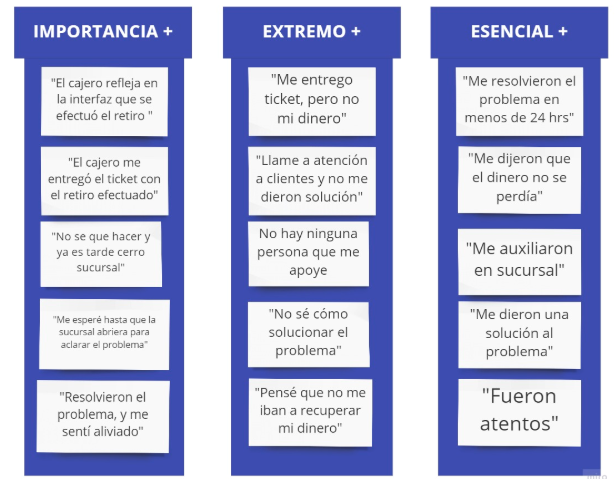 IMPORTANCIA +
"El cajero refleja en
la interfaz que se
efectuó el retiro "
"El cajero me
entregó el ticket con
el retiro efectuado"
"No se que hacer y
ya es tarde cerro
sucursal"
"Me esperé hasta que la
sucursal abriera para
aclarar el problema"
"Resolvieron el
problema, y me
sentí aliviado"
EXTREMO +
"Me entrego
ticket, pero no
mi dinero"
"Llame a atención
a clientes y no me
dieron solución"
No hay ninguna
persona que me
apoye
"No sé cómo
solucionar el
problema"
"Pensé que no me
iban a recuperar
mi dinero"
ESENCIAL +
"Me resolvieron el
problema en
menos de 24 hrs"
"Me dijeron que
el dinero no se
perdía"
"Me auxiliaron
en sucursal"
"Me dieron una
solución al
problema"
"Fueron
atentos"